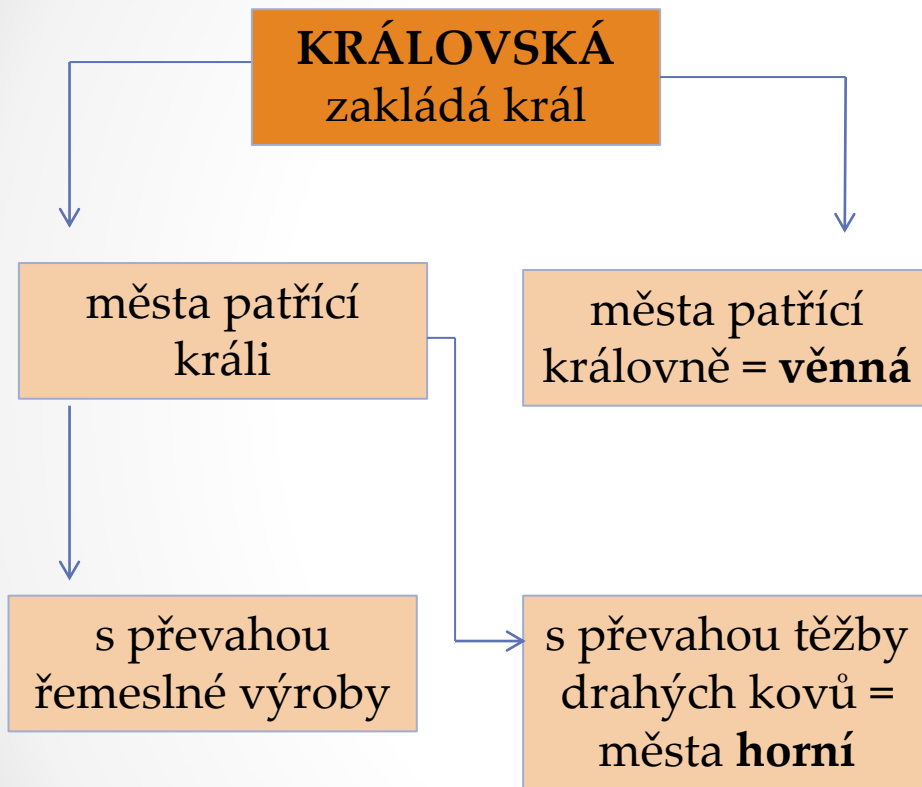 KRÁLOVSKÁ
zakládá král
města patřící
králi
města patřící
královně = věnná
s převahou
řemeslné výroby
s převahou těžby
drahých kovů =
města horní